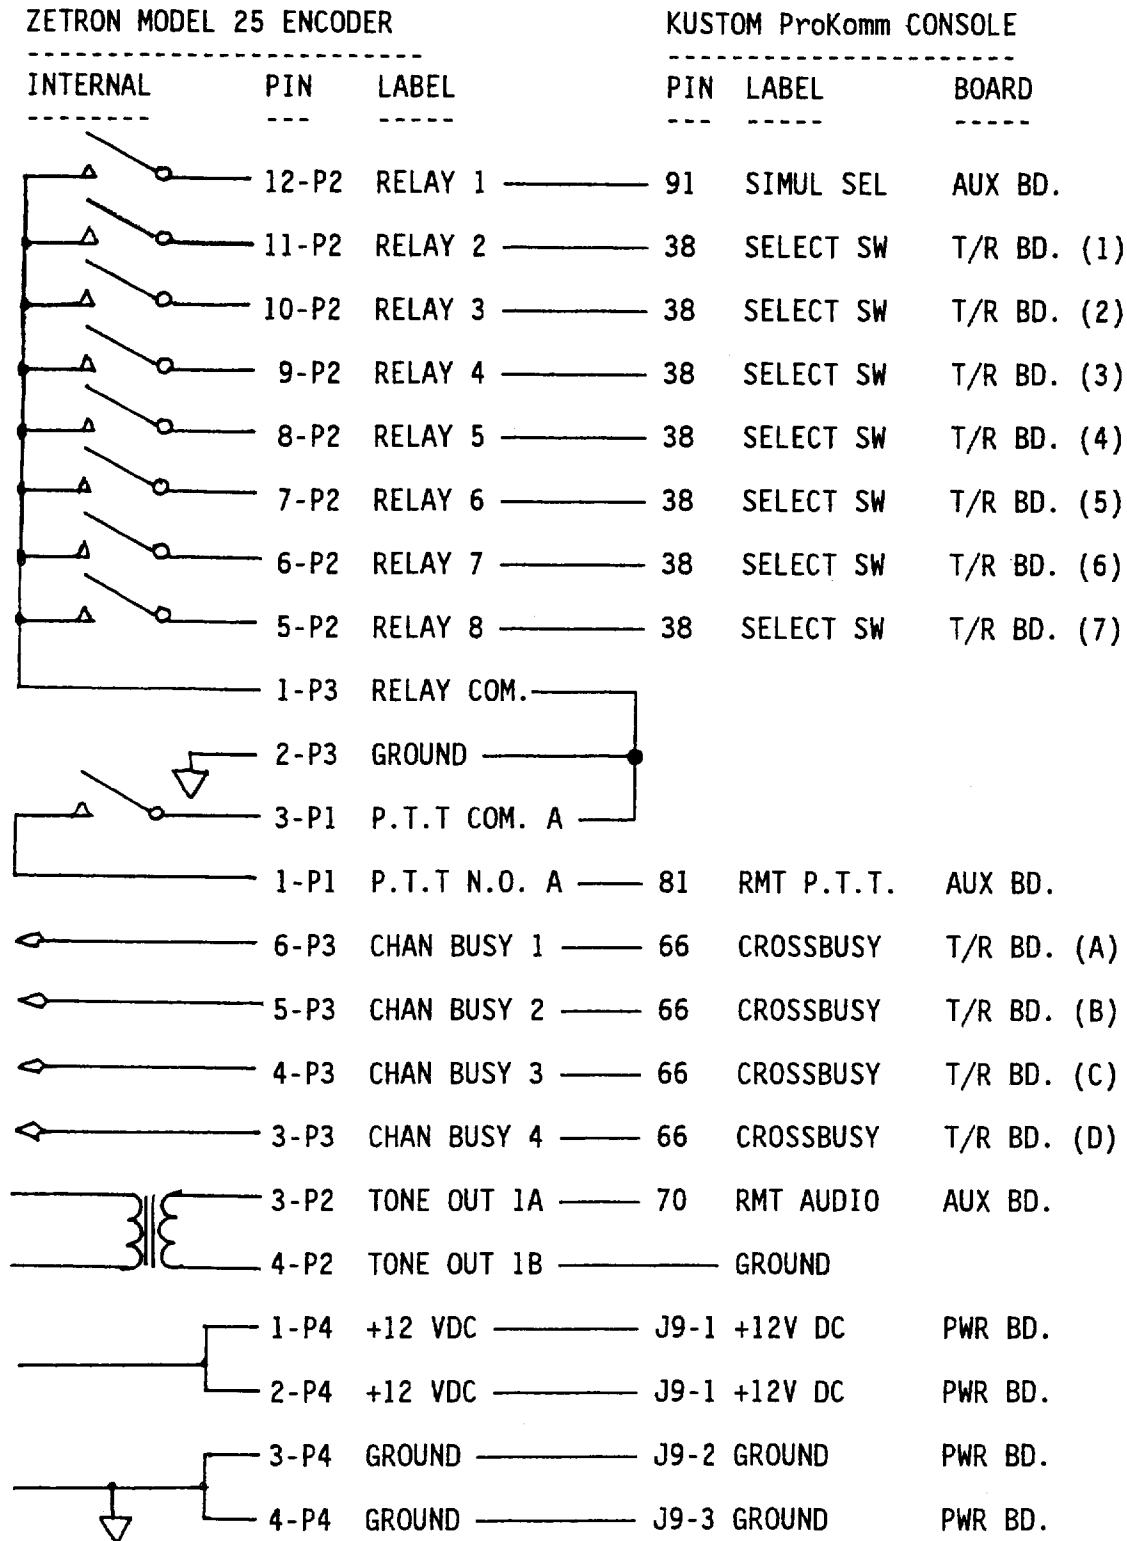 ZETRON MODEL 25 ENCODER KUSTOM ProKomm CONSOLE
INTERNAL PIN LABEL PIN LABEL BOARD
12-P2 RELAY 1 91 SIMUL SEL AUX BD.
11-P2 RELAY 2 38 SELECT SW T/R BD. (1)
10-P2 RELAY 3 38 SELECT SW T/R BD. (2)
9-P2 RELAY 4 38 SELECT SW T/R BD. (3)
8-P2 RELAY 5 38 SELECT SW T/R BD. (4)
7-P2 RELAY 6 38 SELECT SW T/R BD. (5)
6-P2 RELAY 7 38 SELECT SW T/R BD. (6)
5-P2 RELAY 8 38 SELECT SW T/R BD. (7)
1-P3 RELAY COM.
2-P3 GROUND
3-P1 P.T.T COM. A
1-P1 P.T.T N.O. A 81 RMT P.T.T. AUX BD.
6-P3 CHAN BUSY 1 66 CROSSBUSY T/R BD. (A)
5-P3 CHAN BUSY 2 66 CROSSBUSY T/R BD. (B)
4-P3 CHAN BUSY 3 66 CROSSBUSY T/R BD. (C)
3-P3 CHAN BUSY 4 66 CROSSBUSY T/R BD. (D)
3-P2 TONE OUT 1A 70 RMT AUDIO AUX BD.
4-P2 TONE OUT 1B GROUND
1-P4 +12 VDC J9-1 +12V DC PWR BD.
2-P4 +12 VDC J9-1 +12V DC PWR BD.
3-P4 GROUND J9-2 GROUND PWR BD.
4-P4 GROUND J9-3 GROUND PWR BD.